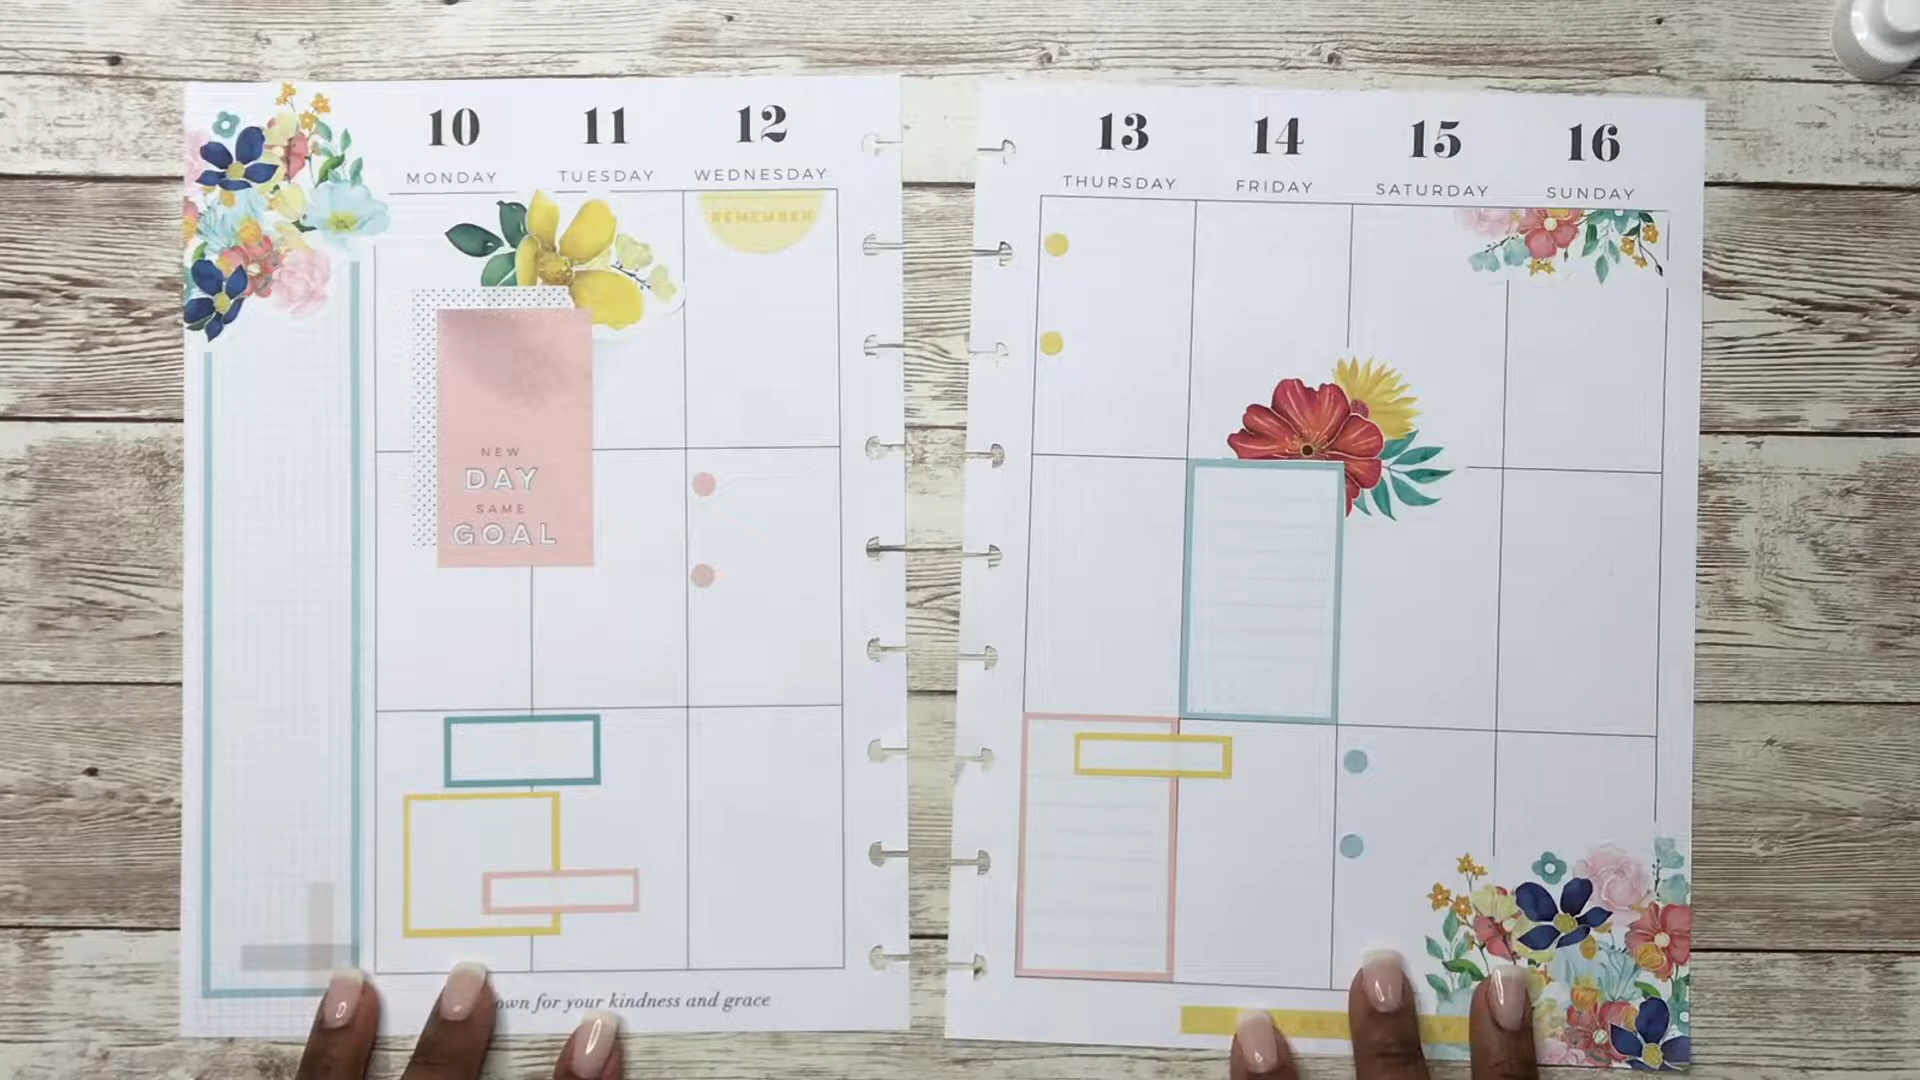 10
11
12
MONDAY
TUESDAY
WEDNESDAY
REMEMBER
NEW
DAY
SAME
GOAL
own for your kindness and grace
13
14
15
16
THURSDAY
FRIDAY
SATURDAY
SUNDAY